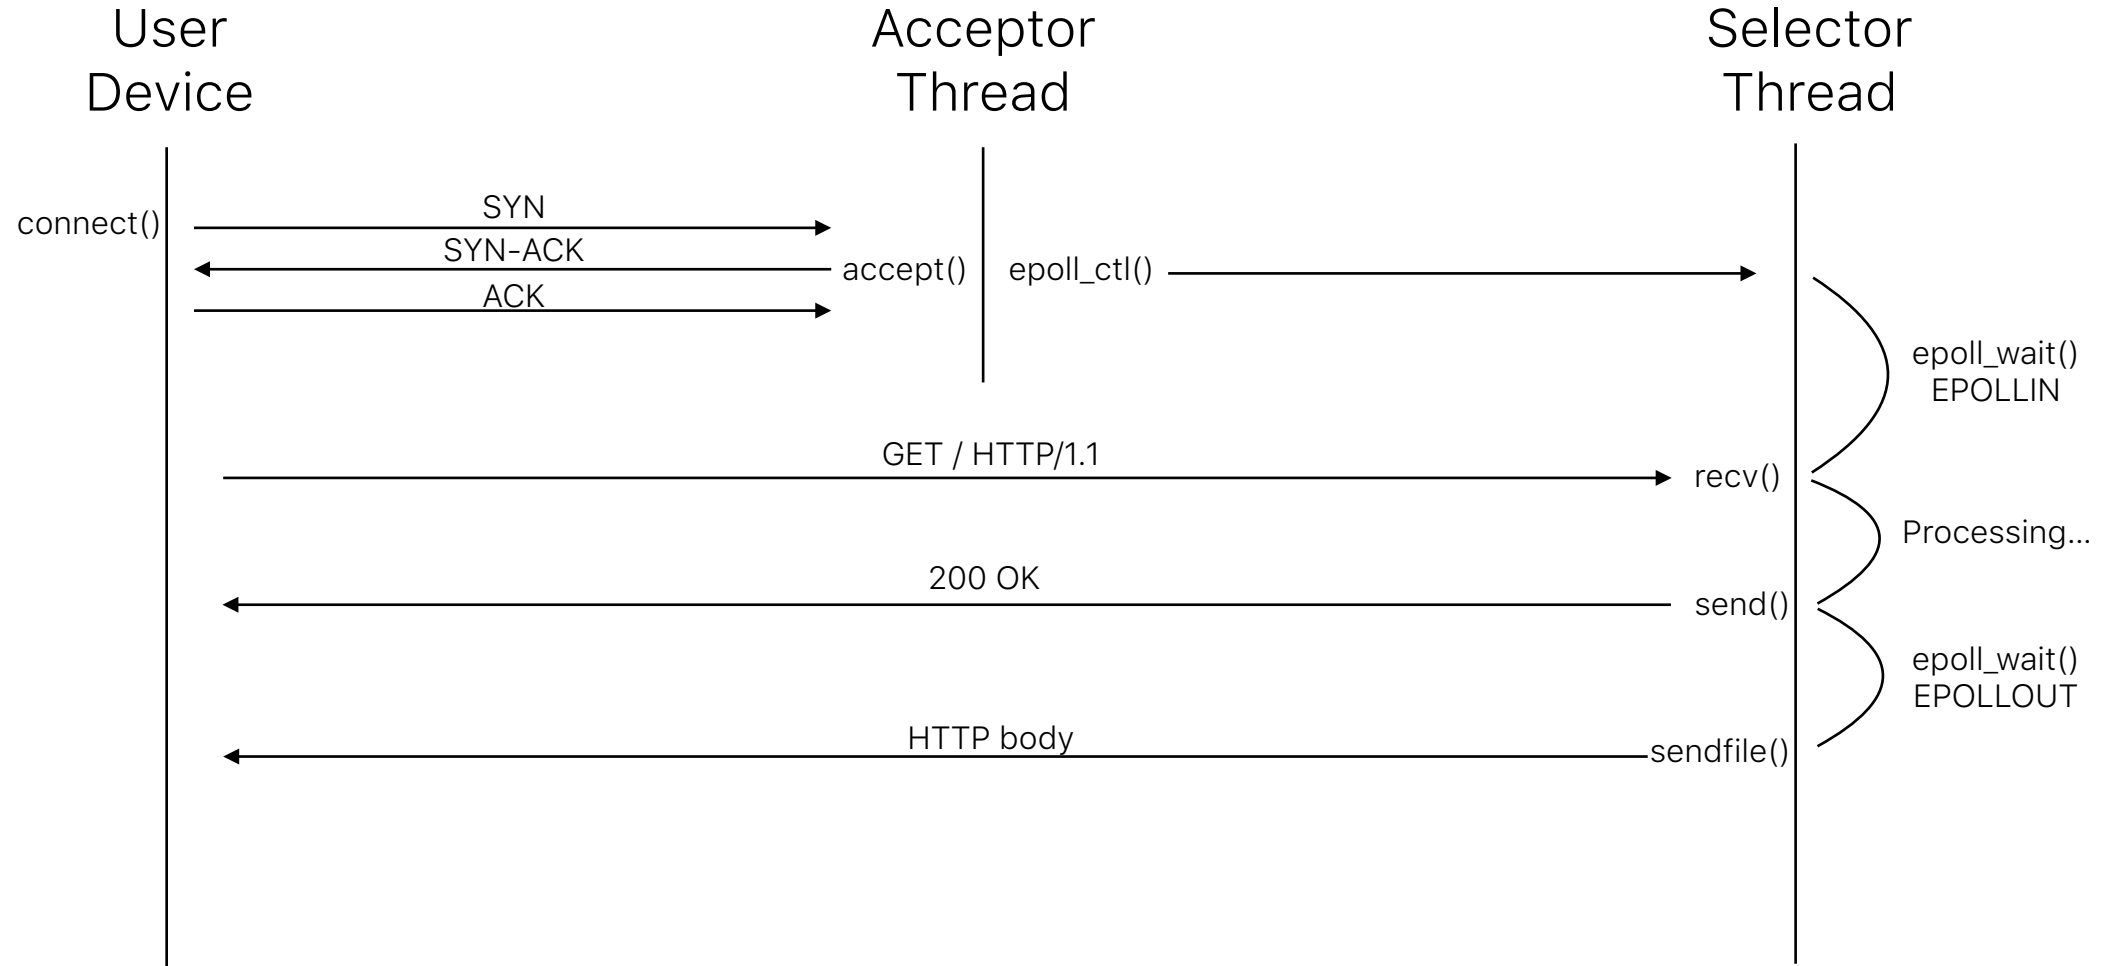 User
Device
Acceptor
Thread
Selector
Thread
connect()
SYN
SYN-ACK
ACK
accept()
epoll_ctl()
epoll_wait()
EPOLLIN
GET / HTTP/1.1
recv()
Processing...
200 OK
send()
epoll_wait()
EPOLLOUT
HTTP body
sendfile()